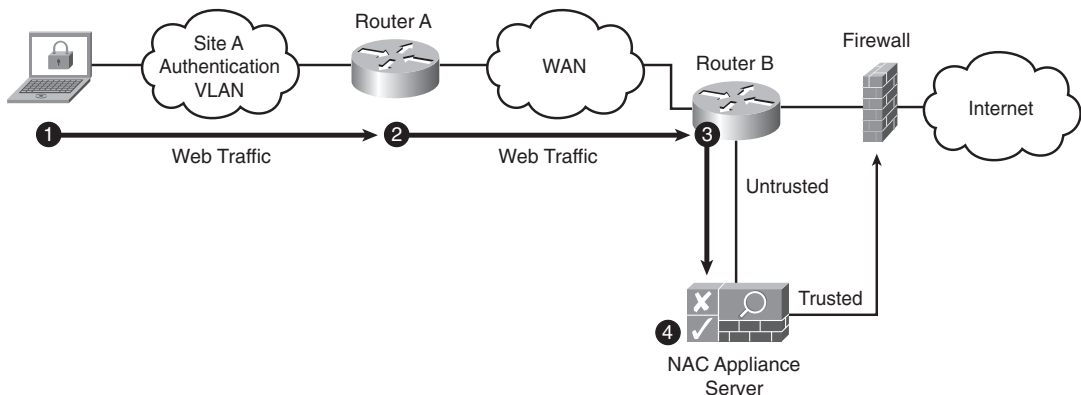 Router A
Site A
Authentication
VLAN
WAN
Router B
Firewall
Internet
1
2
3
Web Traffic
Web Traffic
Untrusted
Trusted
4
NAC Appliance
Server